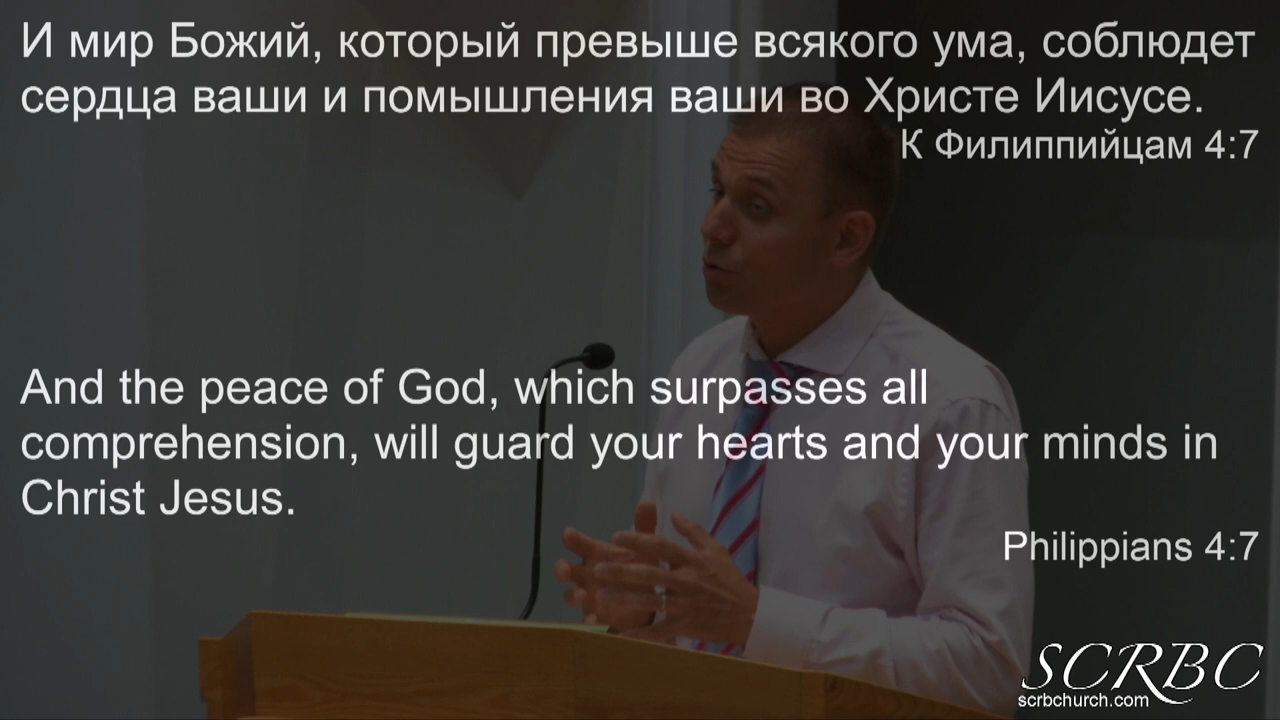 И мир Божий, который превыше всякого ума, соблюдет
сердца ваши и помышления ваши во Христе Иисусе.
К Филиппийцам 4:7
And the peace of God, which surpasses all
comprehension, will guard your hearts and your minds in
Christ Jesus.
Philippians 4:7
SCRBC
scrbchurch.com